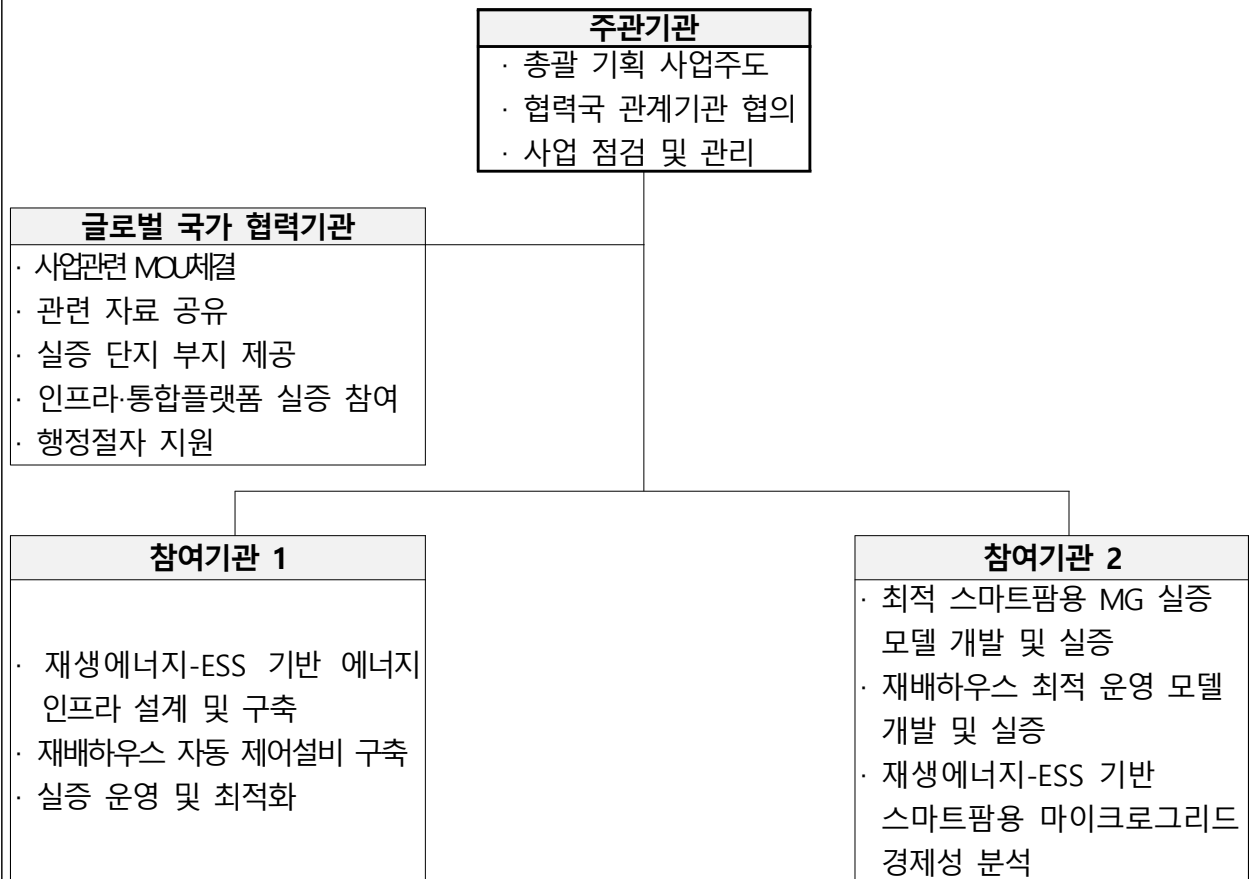 주관기관
· 총괄 기획 사업주도
· 협력국 관계기관 협의
· 사업 점검 및 관리
글로벌 국가 협력기관
· 사업관련 MOU체결
· 관련 자료 공유
· 실증 단지 부지 제공
· 인프라·통합플랫폼 실증 참여
· 행정절자 지원
참여기관 1
· 재생에너지-ESS 기반 에너지
인프라 설계 및 구축
· 재배하우스 자동 제어설비 구축
· 실증 운영 및 최적화
참여기관 2
· 최적 스마트팜용 MG 실증
모델 개발 및 실증
· 재배하우스 최적 운영 모델
개발 및 실증
· 재생에너지-ESS 기반
스마트팜용 마이크로그리드
경제성 분석